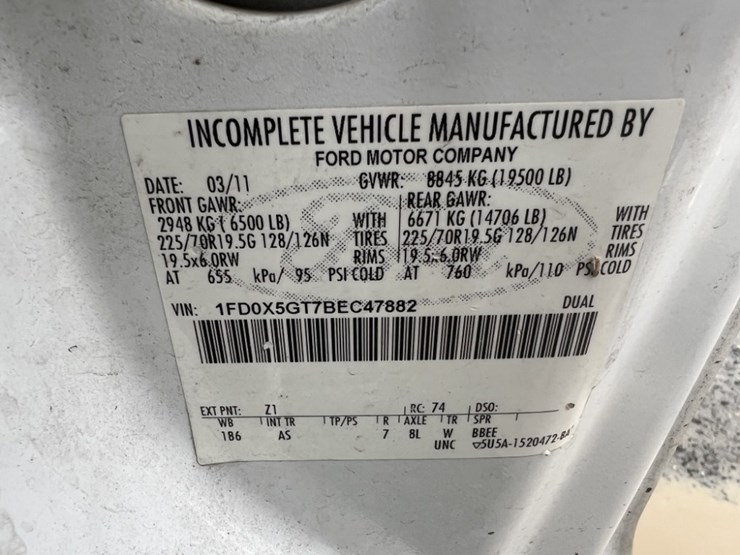 INCOMPLETE VEHICLE MANUFACTURED BY
FORD MOTOR COMPANY
DATE: 03/11 GVWR: 8845 KG (19500 LB)
FRONT GAWR: REAR GAWR:
2948 KG ( 6500 LB) WITH 6671 KG (14706 LB) WITH
225/70R19.5G 128/126N TIRES 225/70R19.5G 128/126N TIRES
19.5x6.0RW RIMS 19.5x6.0RW RIMS
AT 655 kPa/ 95 PSI COLD AT 760 kPa/110 PSI COLD
VIN: 1FD0X5GT7BEC47882 DUAL
EXT PNT: Z1 RC: 74 DSO:
WB INT TR TP/PS R AXLE TR SPR
186 AS 7 8L W BBEE
UNC 5U5A-1520472-BA